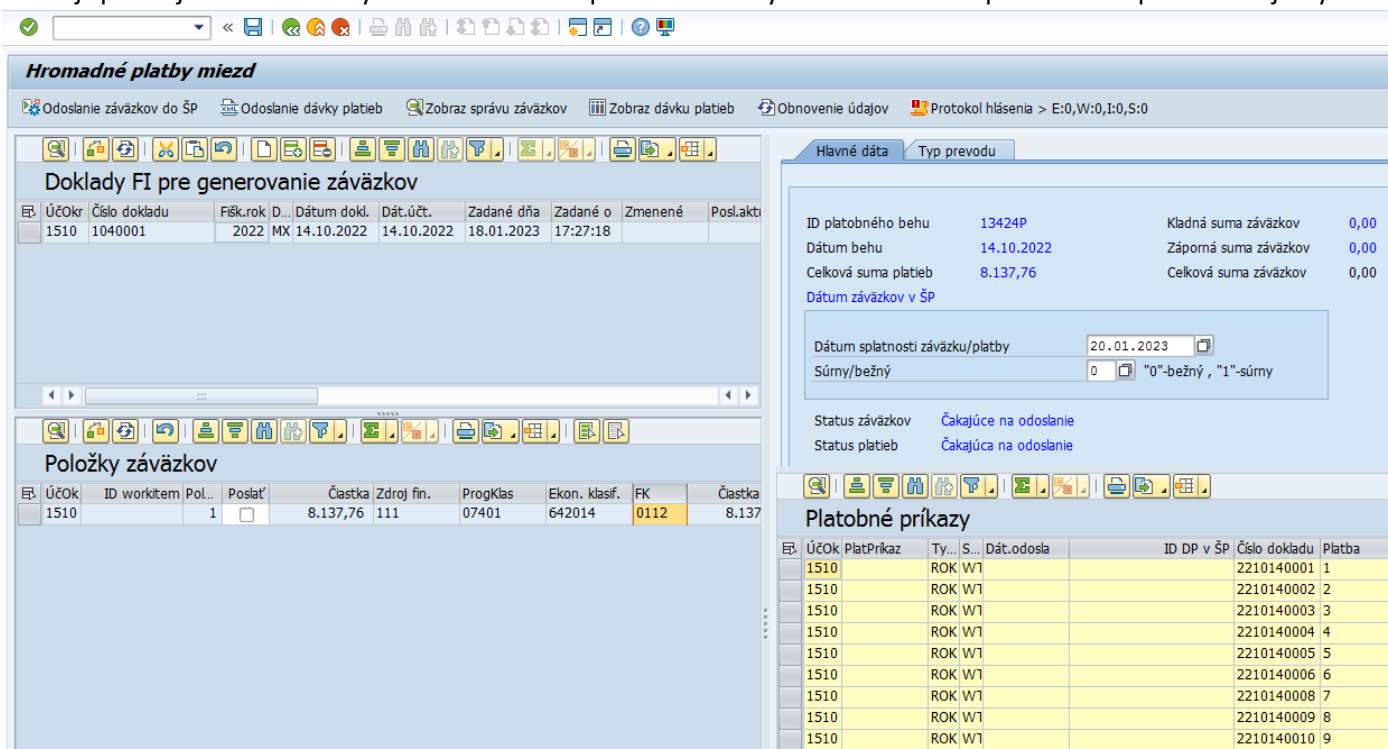 Hromadné platby miezd
Odoslanie záväzkov do ŠP Odoslanie dávky platieb Zobraz správu záväzkov Zobraz dávku platieb Obnovenie údajov Protokol hlásenia > E:0,W:0,I:0,S:0
Doklady FI pre generovanie záväzkov
ÚčOkr Číslo dokladu Fišk.rok D... Dátum dokl. Dát.účt. Zadané dňa Zadané o Zmenené Posl.aktu
1510 1040001 2022 MX 14.10.2022 14.10.2022 18.01.2023 17:27:18
Položky záväzkov
ÚčOk ID workitem Pol... Poslať Čiastka Zdroj fin. ProgKlas Ekon. klasif. FK Čiastka
1510 1 8.137,76 111 07401 642014 0112 8.137
Hlavné dáta Typ prevodu
ID platobného behu 13424P Kladná suma záväzkov 0,00
Dátum behu 14.10.2022 Záporná suma záväzkov 0,00
Celková suma platieb 8.137,76 Celková suma záväzkov 0,00
Dátum záväzkov v ŠP
Dátum splatnosti záväzku/platby 20.01.2023
Súrny/bežný 0 "0"-bežný , "1"-súrny
Status záväzkov Čakajúce na odoslanie
Status platieb Čakajúca na odoslanie
Platobné príkazy
ÚčOk PlatPríkaz Ty... S... Dát.odosla ID DP v ŠP Číslo dokladu Platba
1510 ROK WT 2210140001 1
1510 ROK WT 2210140002 2
1510 ROK WT 2210140003 3
1510 ROK WT 2210140004 4
1510 ROK WT 2210140005 5
1510 ROK WT 2210140006 6
1510 ROK WT 2210140008 7
1510 ROK WT 2210140009 8
1510 ROK WT 2210140010 9